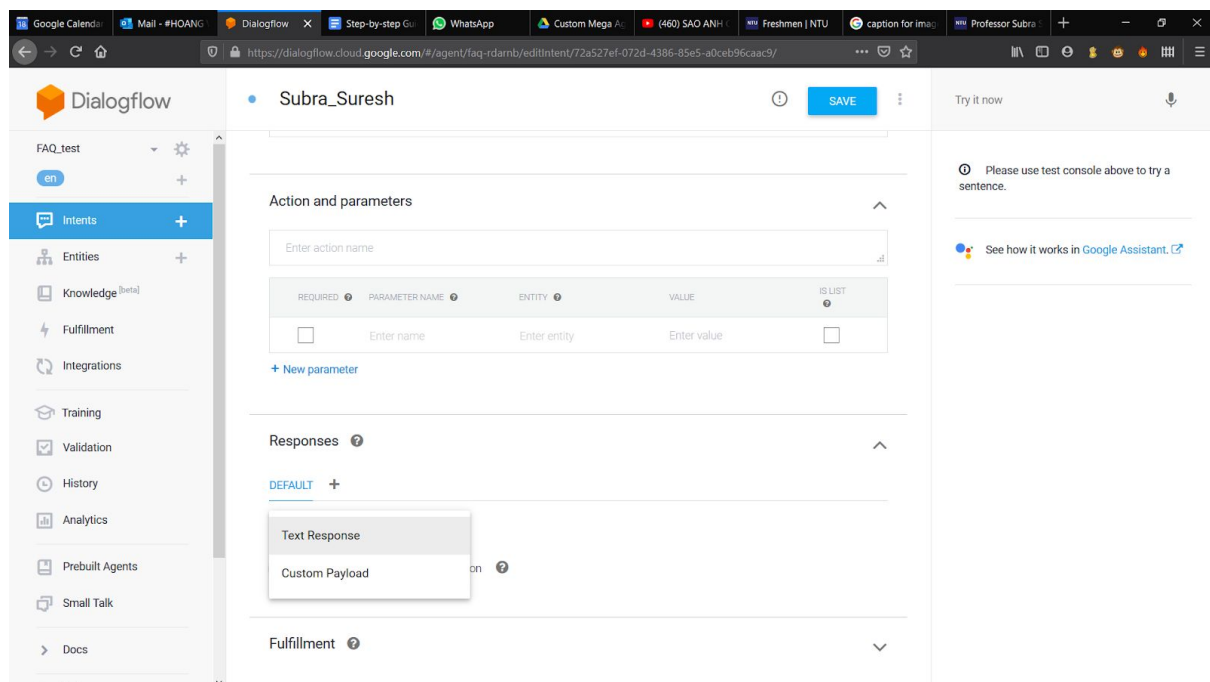 Google Calendar
Mail - #HOANG
Dialogflow
Step-by-step Gui
WhatsApp
Custom Mega Ag
(460) SAO ANH C
NTU Freshmen | NTU
caption for imag
NTU Professor Subra S
https://dialogflow.cloud.google.com/#/agent/faq-rdarnb/editIntent/72a527ef-072d-4386-85e5-a0ceb96caac9/
Dialogflow
Subra_Suresh
SAVE
Try it now
FAQ_test
en
Please use test console above to try a
sentence.
Intents
Action and parameters
Enter action name
See how it works in Google Assistant.
Entities
Knowledge [beta]
REQUIRED
PARAMETER NAME
ENTITY
VALUE
IS LIST
Fulfillment
Enter name
Enter entity
Enter value
Integrations
+ New parameter
Training
Responses
Validation
History
DEFAULT +
Analytics
Text Response
Prebuilt Agents
Custom Payload
on
Small Talk
Fulfillment
Docs